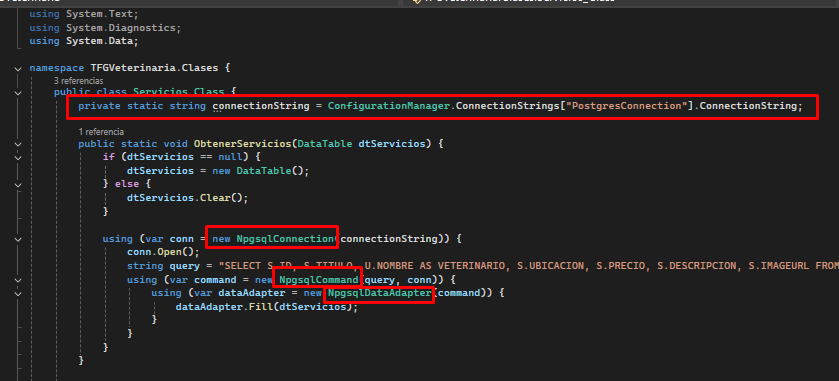 using System.Text;
using System.Diagnostics;
using System.Data;
namespace TFGVeterinaria.Clases {
3 referencias
public class Servicios_Class {
private static string connectionString = ConfigurationManager.ConnectionStrings["PostgresConnection"].ConnectionString;
1 referencia
public static void ObtenerServicios(DataTable dtServicios) {
if (dtServicios == null) {
dtServicios = new DataTable();
} else {
dtServicios.Clear();
}
using (var conn = new NpgsqlConnection(connectionString)) {
conn.Open();
string query = "SELECT S.ID, S.TITULO, U.NOMBRE AS VETERINARIO, S.UBICACION, S.PRECIO, S.DESCRIPCION, S.IMAGEURL FROM
using (var command = new NpgsqlCommand(query, conn)) {
using (var dataAdapter = new NpgsqlDataAdapter(command)) {
dataAdapter.Fill(dtServicios);
}
}
}
}